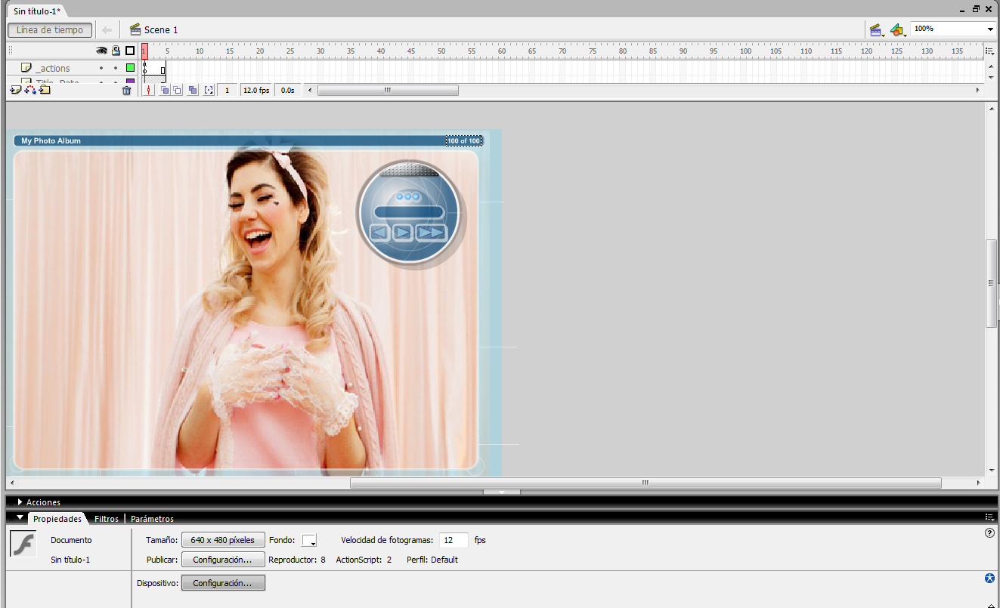 Sin título-1*
Línea de tiempo
Scene 1
100%
1 5 10 15 20 25 30 35 40 45 50 55 60 65 70 75 80 85 90 95 100 105 110 115 120 125 130 135
_actions
Title, Date
1 12.0 fps 0.0s
My Photo Album
100 of 100
Acciones
Propiedades Filtros Parámetros
Documento
Tamaño: 640 x 480 píxeles Fondo: Velocidad de fotogramas: 12 fps
Sin título-1
Publicar: Configuración... Reproductor: 8 ActionScript: 2 Perfil: Default
Dispositivo: Configuración...